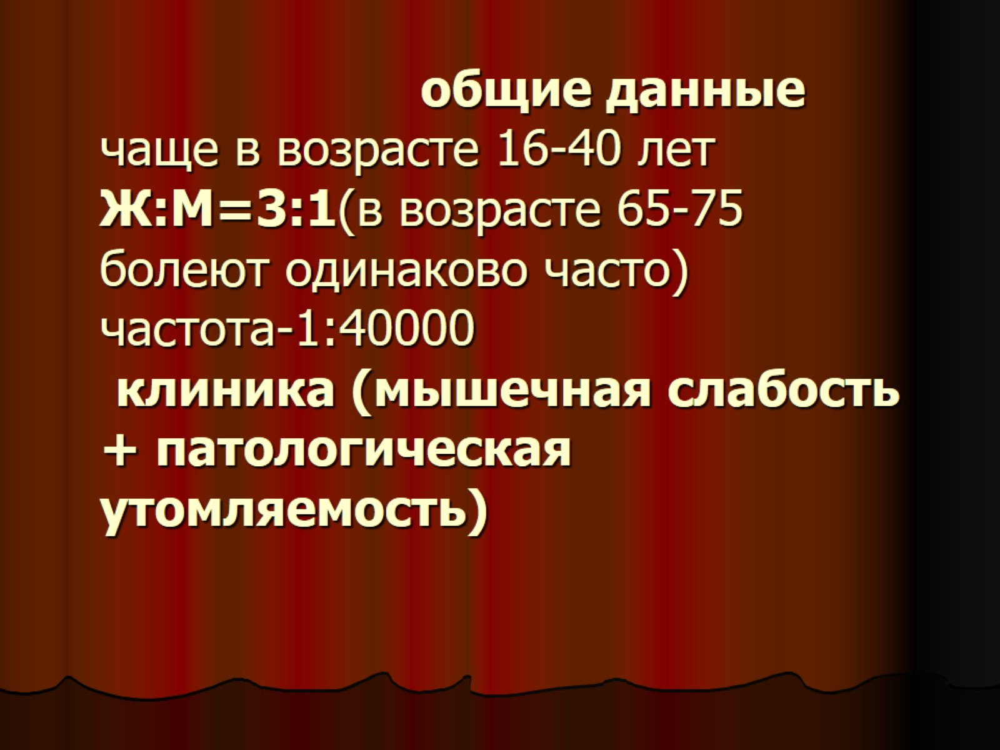 общие данные
чаще в возрасте 16-40 лет
Ж:М=3:1(в возрасте 65-75
болеют одинаково часто)
частота-1:40000
клиника (мышечная слабость
+ патологическая
утомляемость)